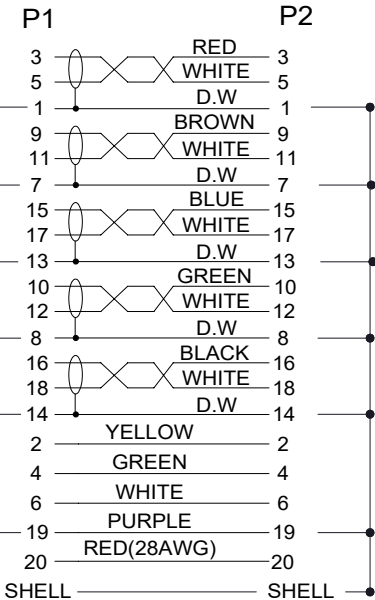 P1 P2
3 RED 3
5 WHITE 5
1 D.W 1
9 BROWN 9
11 WHITE 11
7 D.W 7
15 BLUE 15
17 WHITE 17
13 D.W 13
10 GREEN 10
12 WHITE 12
8 D.W 8
16 BLACK 16
18 WHITE 18
14 D.W 14
2 YELLOW 2
4 GREEN 4
6 WHITE 6
19 PURPLE 19
20 RED(28AWG) 20
SHELL SHELL